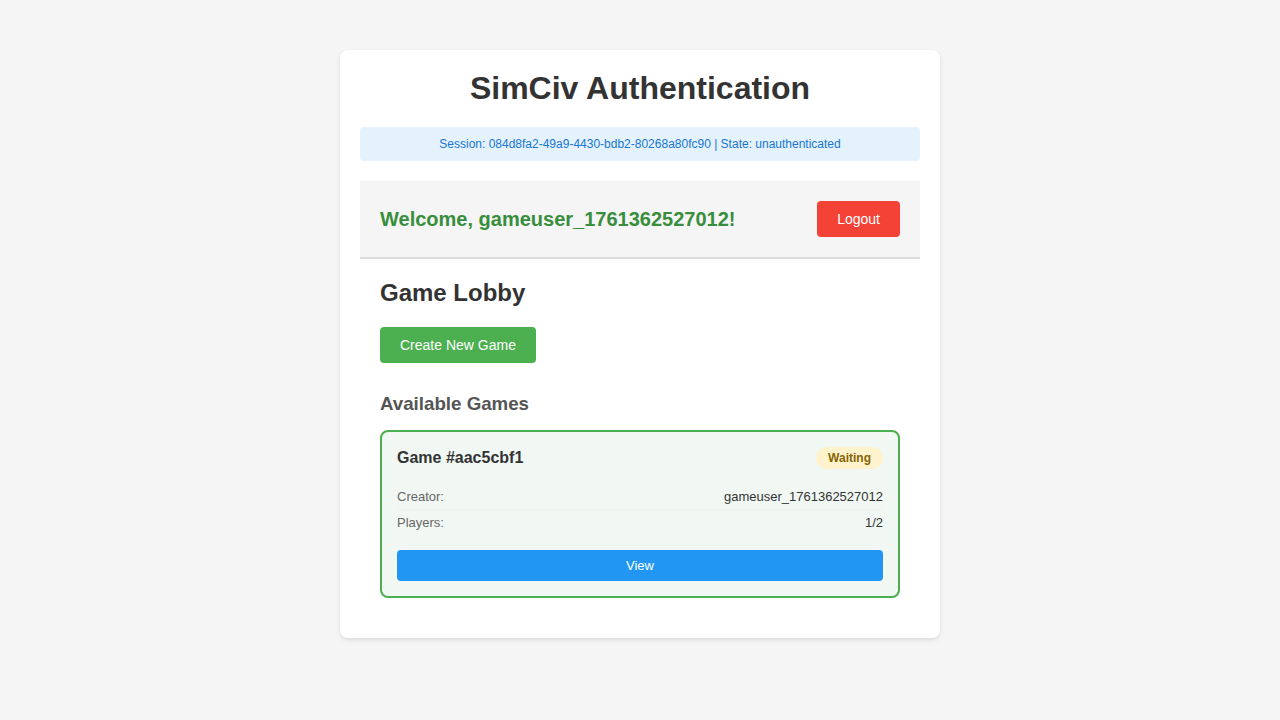 SimCiv Authentication
Session: 084d8fa2-49a9-4430-bdb2-80268a80fc90 | State: unauthenticated
Welcome, gameuser_1761362527012!
Logout
Game Lobby
Create New Game
Available Games
Game #aac5cbf1
Waiting
Creator: gameuser_1761362527012
Players: 1/2
View